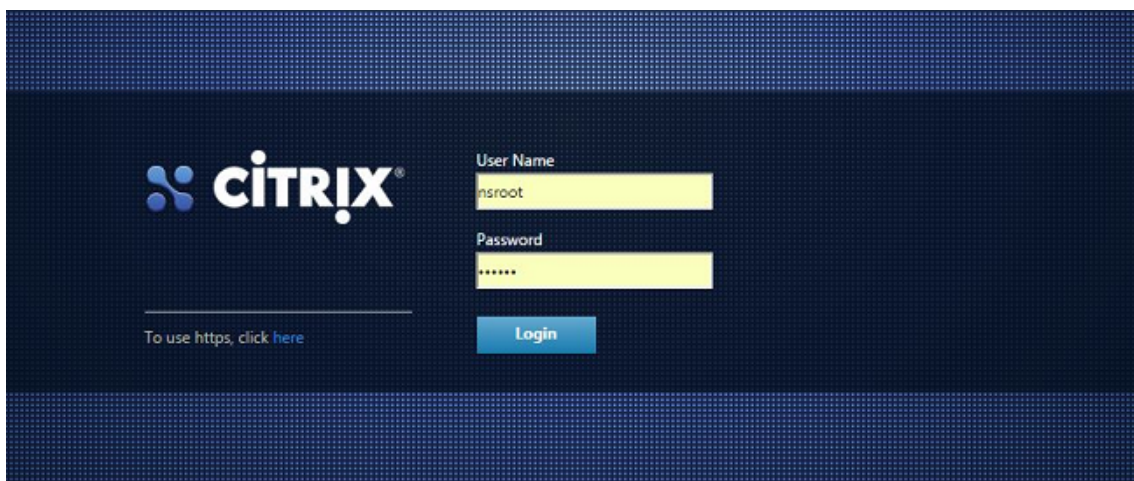 CITRIX®
User Name
nsroot
Password
••••••
To use https, click here
Login